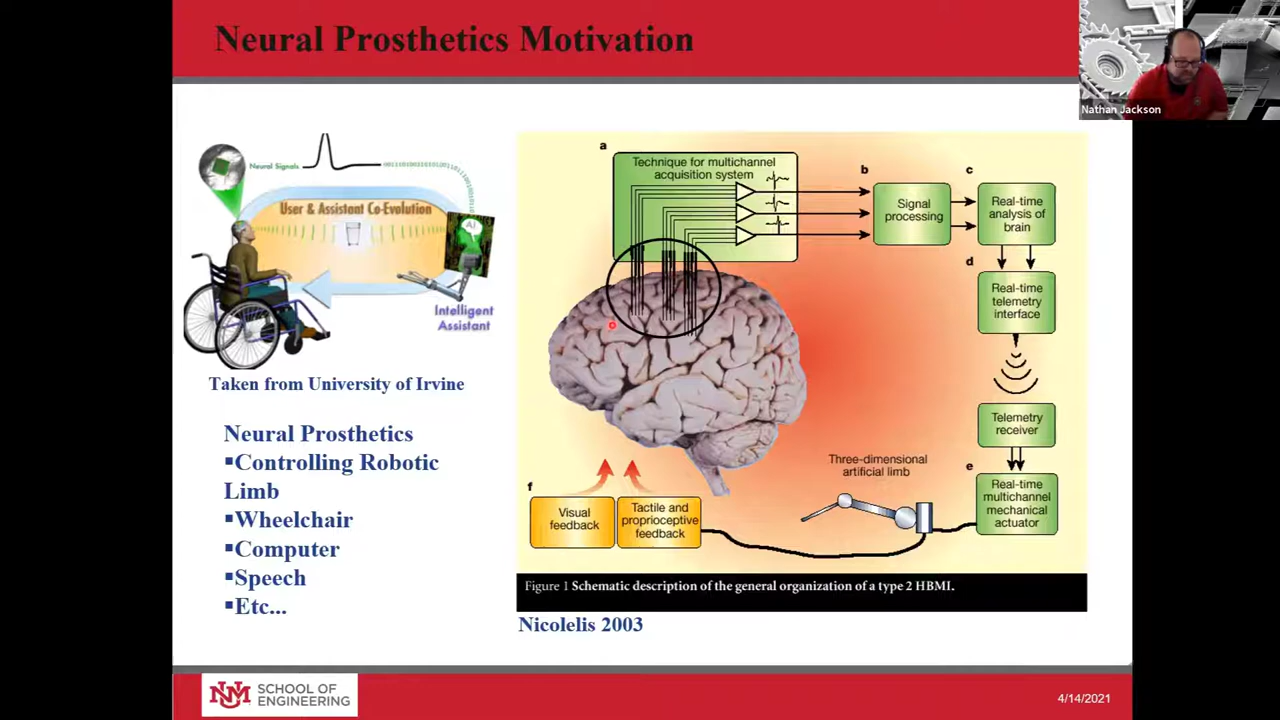 Neural Prosthetics Motivation
Nathan Jackson
Neural Signals
User & Assistant Co-Evolution
AI
Intelligent
Assistant
Taken from University of Irvine
Neural Prosthetics
▪Controlling Robotic
Limb
▪Wheelchair
▪Computer
▪Speech
▪Etc...
a
Technique for multichannel
acquisition system
b
Signal
processing
c
Real-time
analysis of
brain
d
Real-time
telemetry
interface
Telemetry
receiver
e
Real-time
multichannel
mechanical
actuator
Three-dimensional
artificial limb
f
Visual
feedback
Tactile and
proprioceptive
feedback
Figure 1 Schematic description of the general organization of a type 2 HBMI.
Nicolelis 2003
UNM
SCHOOL OF
ENGINEERING
4/14/2021